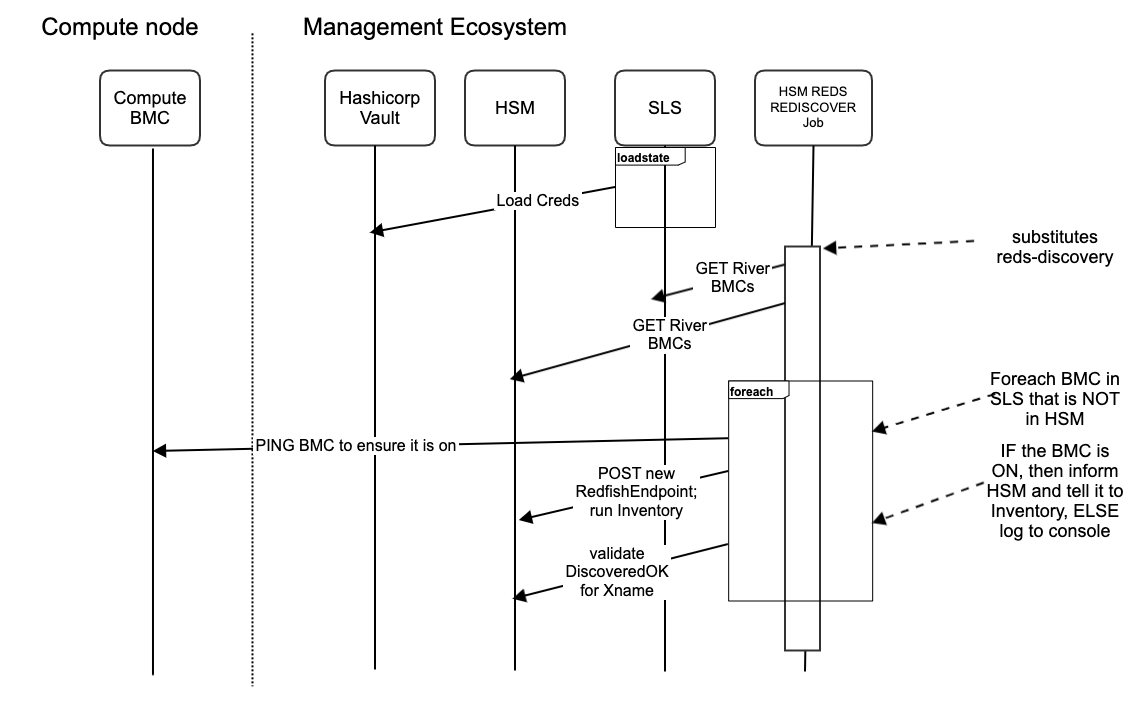 Compute node
Management Ecosystem
Compute
BMC
Hashicorp
Vault
HSM
SLS
HSM REDS
REDISCOVER
Job
loadstate
Load Creds
substitutes
reds-discovery
GET River
BMCs
GET River
BMCs
foreach
Foreach BMC in
SLS that is NOT
in HSM
PING BMC to ensure it is on
IF the BMC is
ON, then inform
HSM and tell it to
Inventory, ELSE
log to console
POST new
RedfishEndpoint;
run Inventory
validate
DiscoveredOK
for Xname